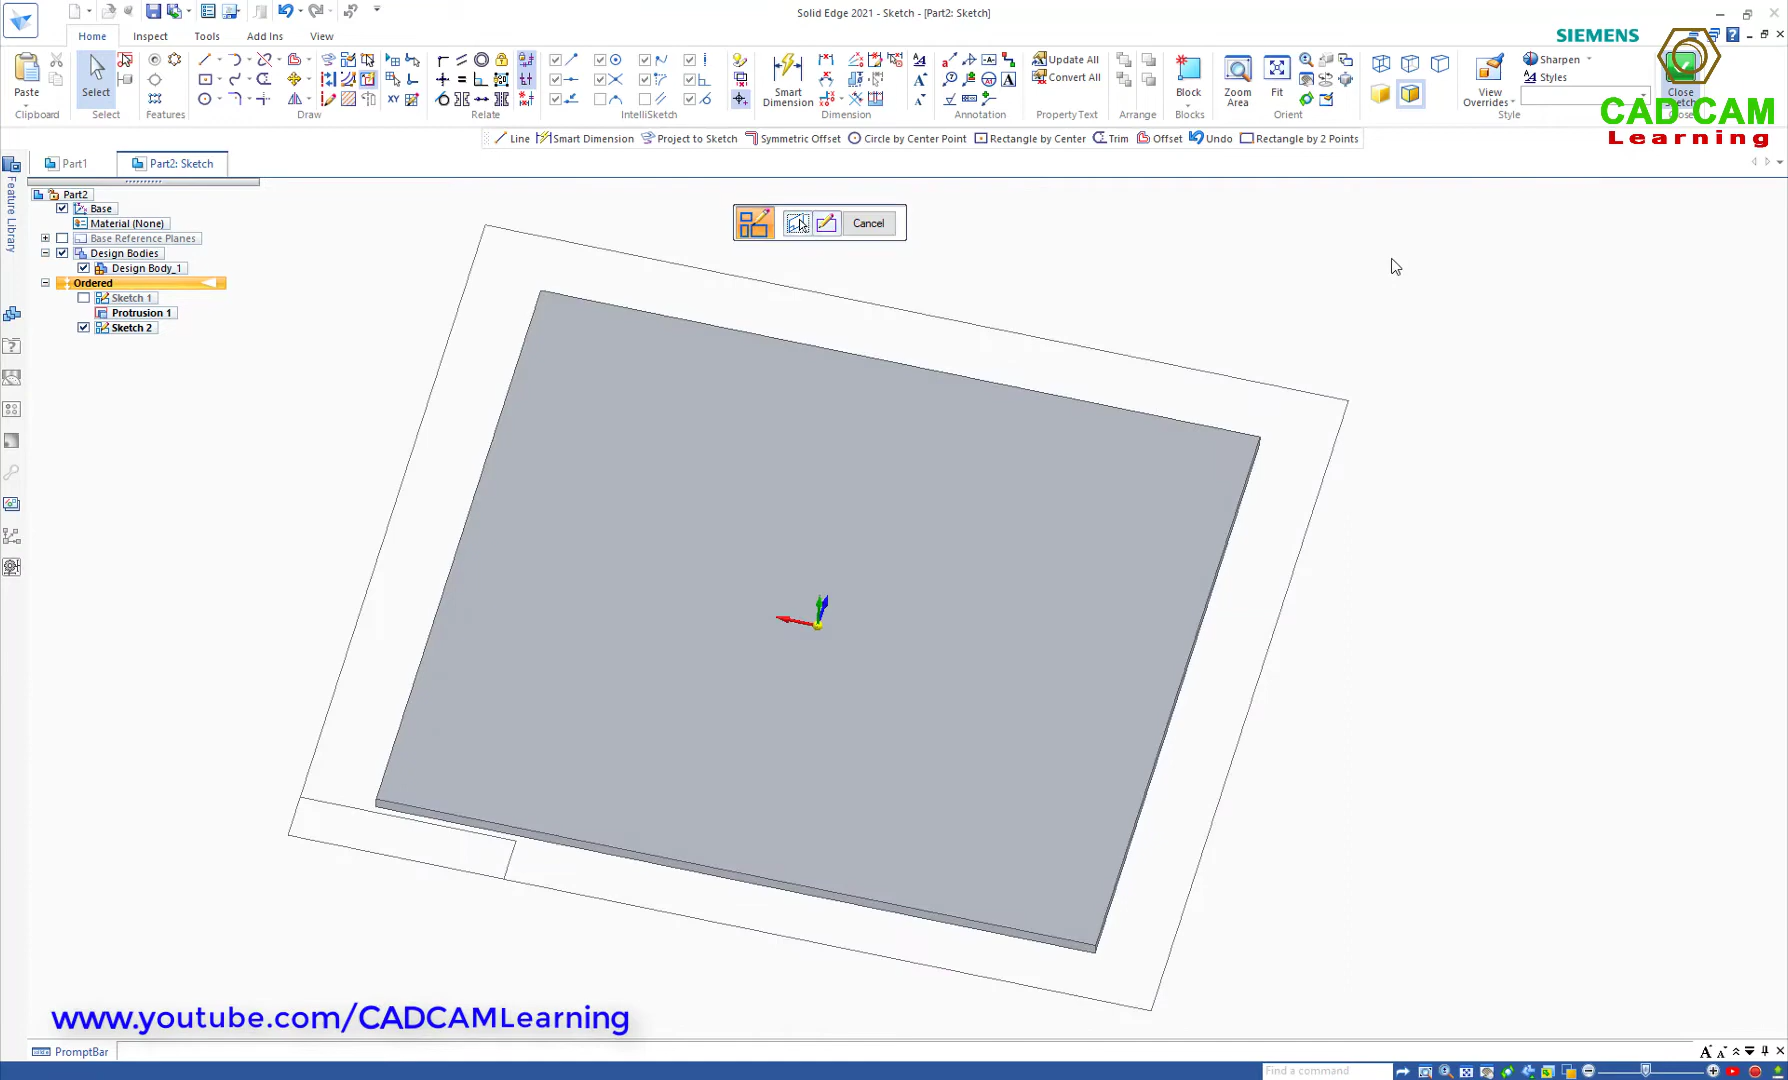 Solid Edge 2021 - Sketch - [Part2: Sketch]
Home Inspect Tools Add Ins View
SIEMENS
Paste
Select
Smart
Dimension
Update All
Convert All
Block
Zoom
Area
Fit
View
Overrides
Sharpen
Styles
Close
CAD CAM
Learning
Clipboard Select Features Draw Relate IntelliSketch Dimension Annotation Property Text Arrange Blocks Orient Style
Line Smart Dimension Project to Sketch Symmetric Offset Circle by Center Point Rectangle by Center Trim Offset Undo Rectangle by 2 Points
Part1 Part2: Sketch
Feature Library
Part2
Base
Material (None)
Base Reference Planes
Design Bodies
Design Body_1
Ordered
Sketch 1
Protrusion 1
Sketch 2
Cancel
XY
www.youtube.com/CADCAMLearning
PromptBar
Find a command